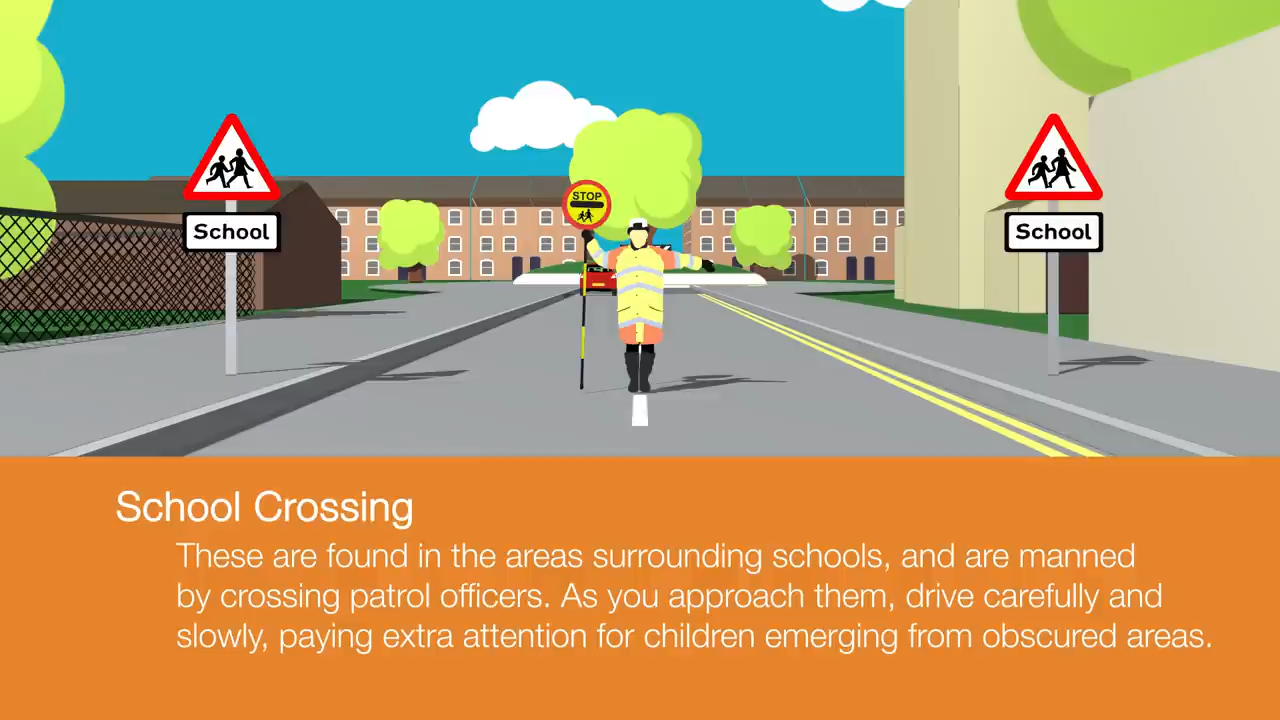 STOP
School
School
School Crossing
These are found in the areas surrounding schools, and are manned
by crossing patrol officers. As you approach them, drive carefully and
slowly, paying extra attention for children emerging from obscured areas.